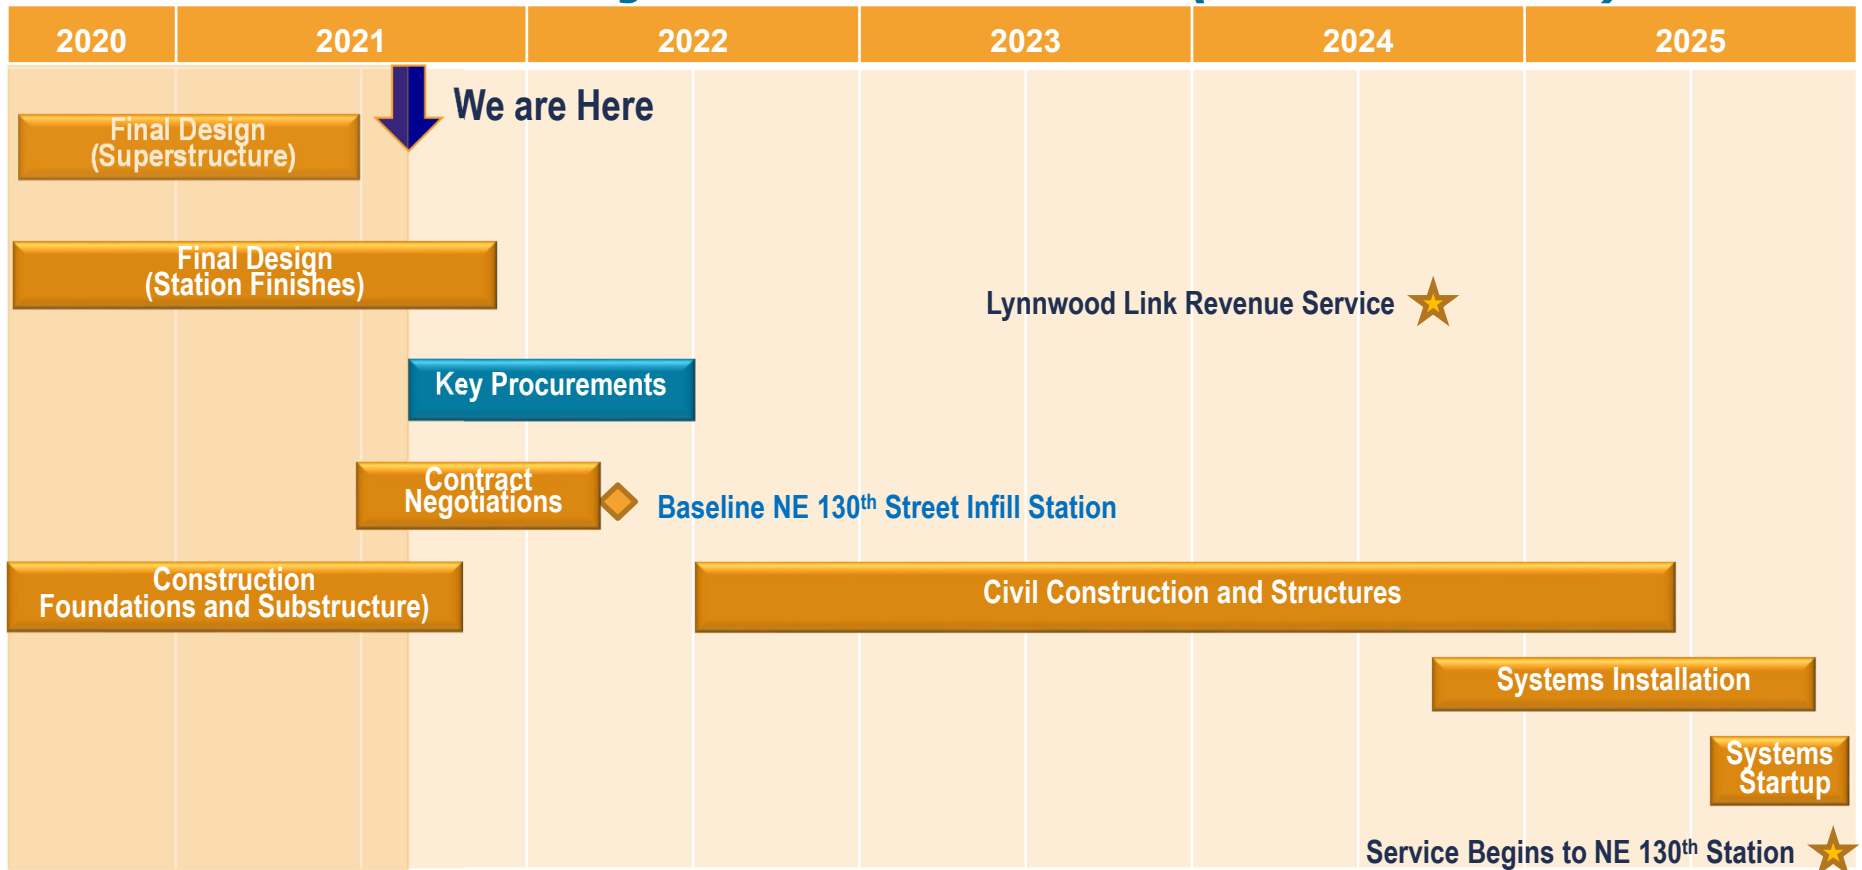 2020 2021 2022 2023 2024 2025
We are Here
Final Design
(Superstructure)
Final Design
(Station Finishes)
Lynnwood Link Revenue Service
Key Procurements
Contract
Negotiations
Baseline NE 130th Street Infill Station
Construction
Foundations and Substructure)
Civil Construction and Structures
Systems Installation
Systems
Startup
Service Begins to NE 130th Station